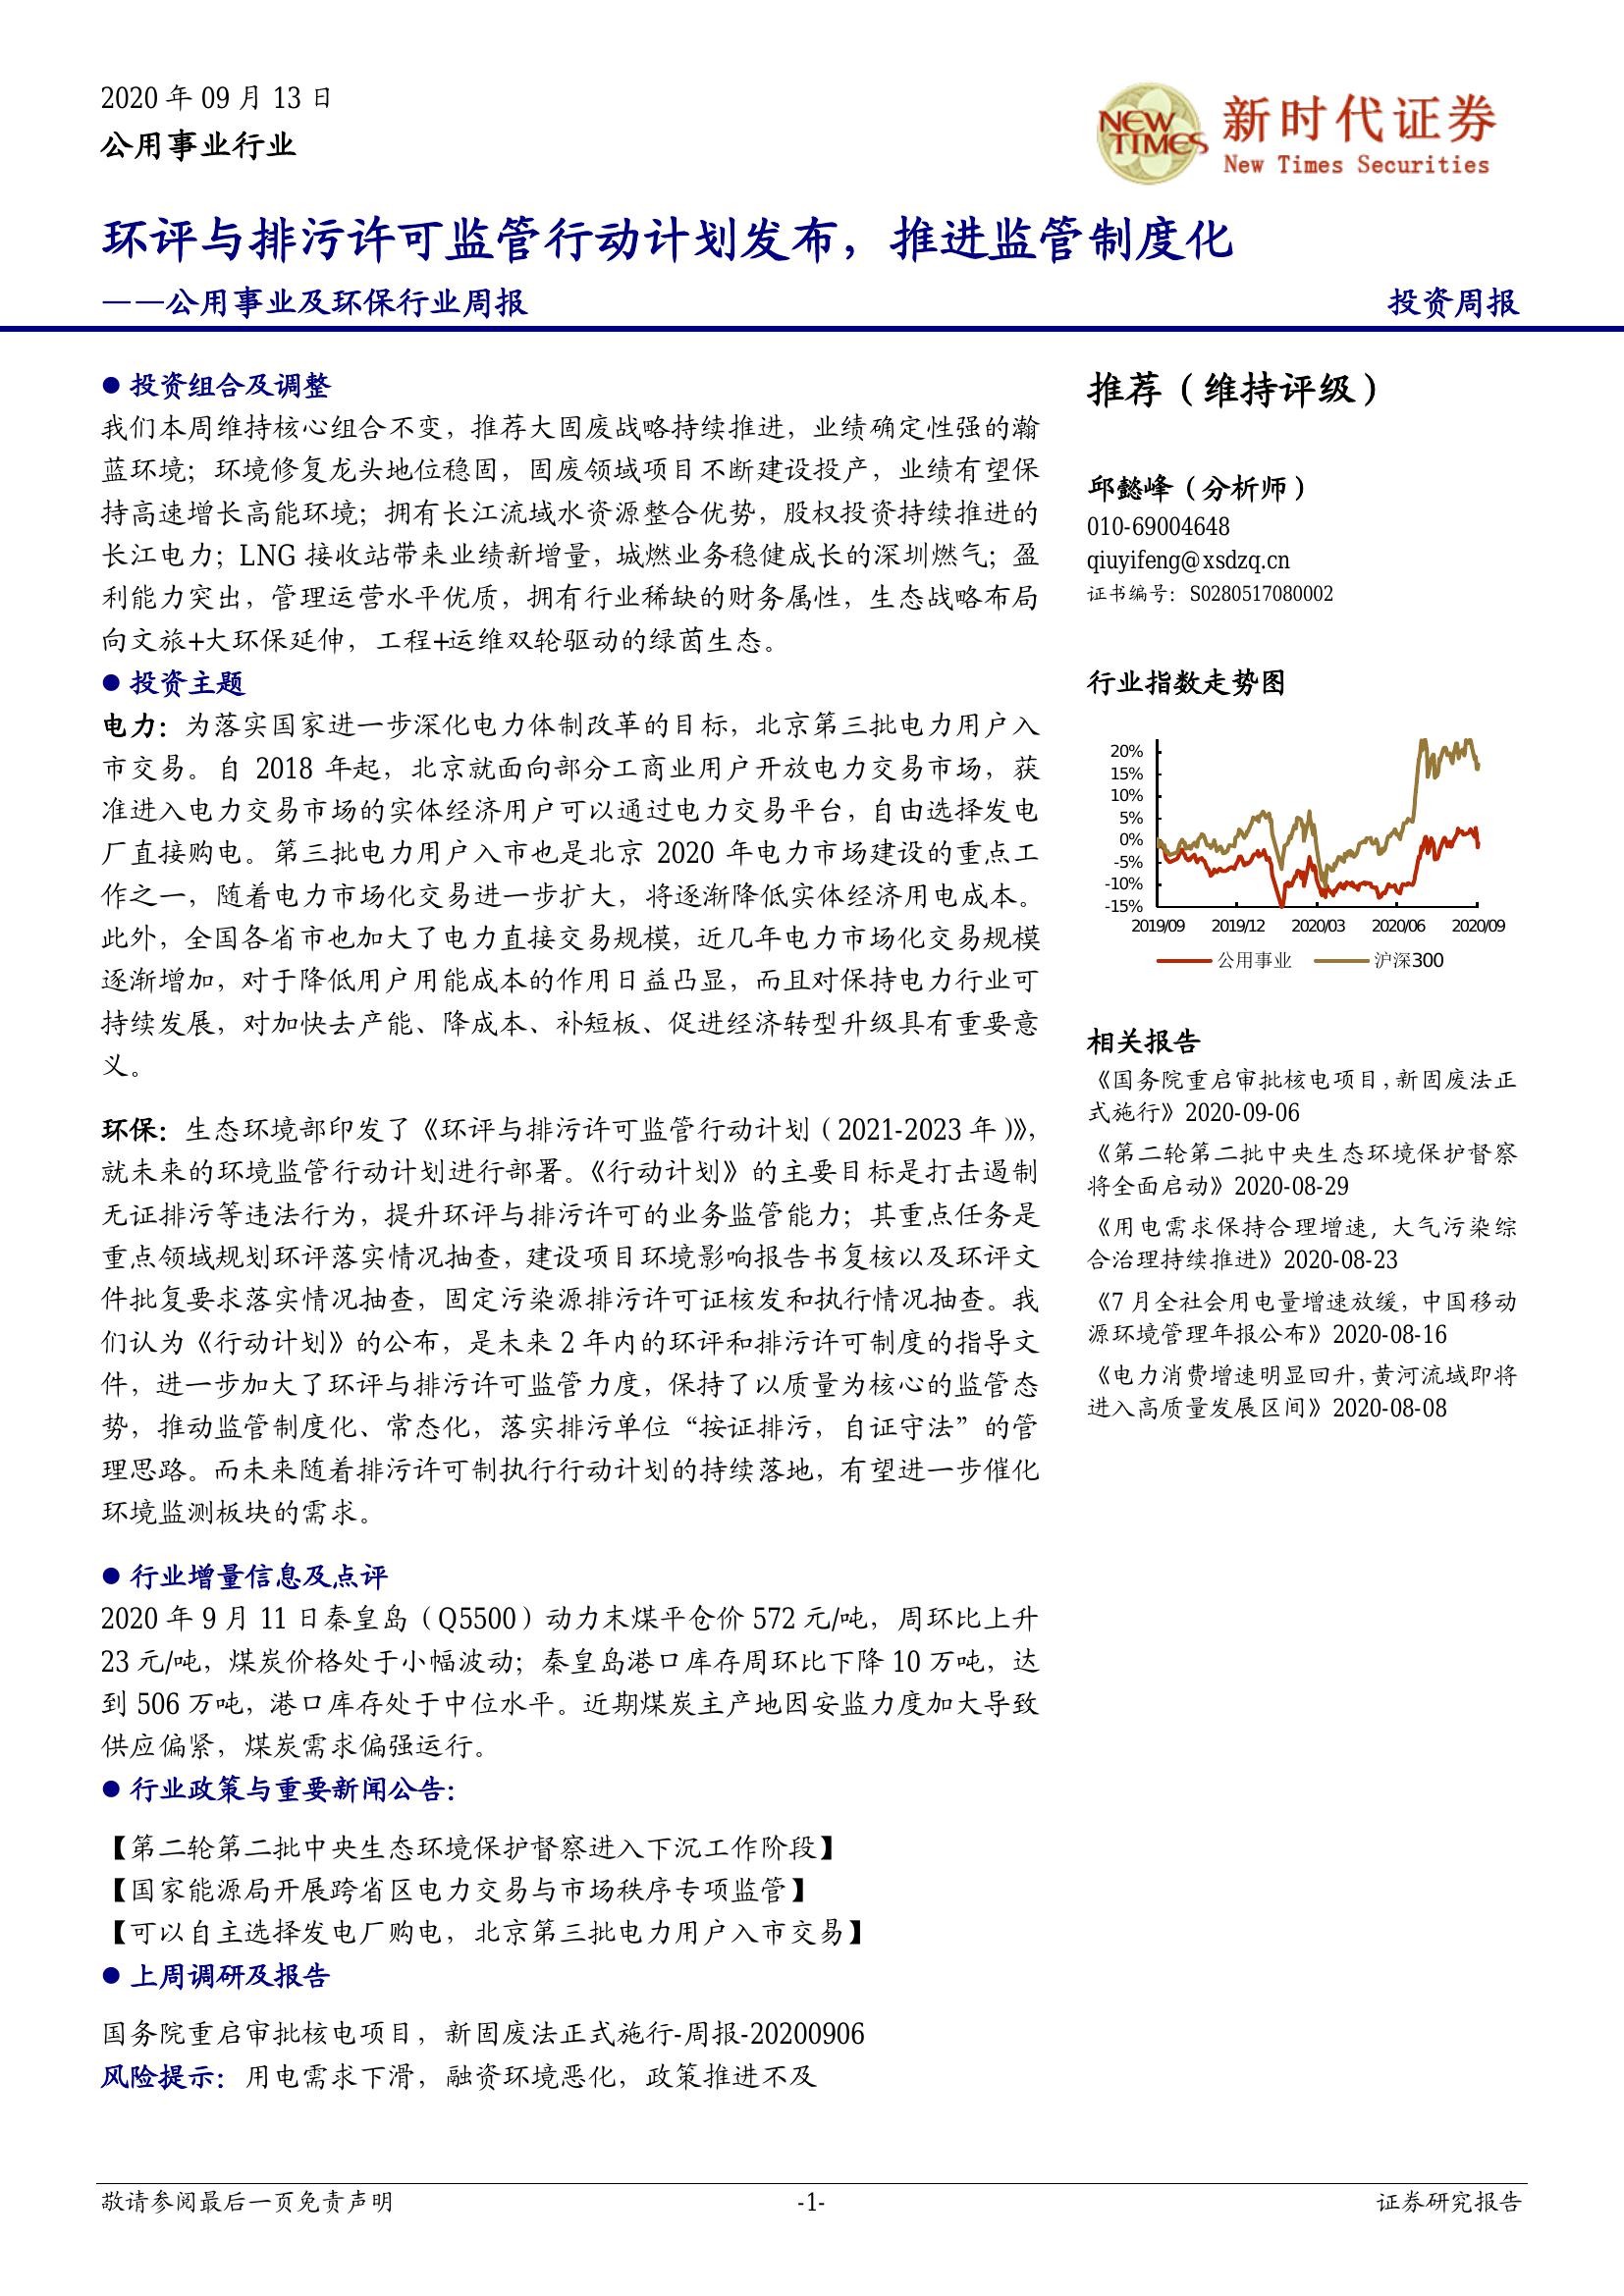 2020 年 09 月 13 日
公用事业行业
NEW TIMES
新时代证券
New Times Securities
环评与排污许可监管行动计划发布，推进监管制度化
——公用事业及环保行业周报
投资周报
● 投资组合及调整
我们本周维持核心组合不变，推荐大固废战略持续推进，业绩确定性强的瀚
蓝环境；环境修复龙头地位稳固，固废领域项目不断建设投产，业绩有望保
持高速增长高能环境；拥有长江流域水资源整合优势，股权投资持续推进的
长江电力；LNG 接收站带来业绩新增量，城燃业务稳健成长的深圳燃气；盈
利能力突出，管理运营水平优质，拥有行业稀缺的财务属性，生态战略布局
向文旅+大环保延伸，工程+运维双轮驱动的绿茵生态。
● 投资主题
电力：为落实国家进一步深化电力体制改革的目标，北京第三批电力用户入
市交易。自 2018 年起，北京就面向部分工商业用户开放电力交易市场，获
准进入电力交易市场的实体经济用户可以通过电力交易平台，自由选择发电
厂直接购电。第三批电力用户入市也是北京 2020 年电力市场建设的重点工
作之一，随着电力市场化交易进一步扩大，将逐渐降低实体经济用电成本。
此外，全国各省市也加大了电力直接交易规模，近几年电力市场化交易规模
逐渐增加，对于降低用户用能成本的作用日益凸显，而且对保持电力行业可
持续发展，对加快去产能、降成本、补短板、促进经济转型升级具有重要意
义。
环保：生态环境部印发了《环评与排污许可监管行动计划（2021-2023 年）》，
就未来的环境监管行动计划进行部署。《行动计划》的主要目标是打击遏制
无证排污等违法行为，提升环评与排污许可的业务监管能力；其重点任务是
重点领域规划环评落实情况抽查，建设项目环境影响报告书复核以及环评文
件批复要求落实情况抽查，固定污染源排污许可证核发和执行情况抽查。我
们认为《行动计划》的公布，是未来 2 年内的环评和排污许可制度的指导文
件，进一步加大了环评与排污许可监管力度，保持了以质量为核心的监管态
势，推动监管制度化、常态化，落实排污单位“按证排污，自证守法”的管
理思路。而未来随着排污许可制执行行动计划的持续落地，有望进一步催化
环境监测板块的需求。
● 行业增量信息及点评
2020 年 9 月 11 日秦皇岛（Q5500）动力末煤平仓价 572 元/吨，周环比上升
23 元/吨，煤炭价格处于小幅波动；秦皇岛港口库存周环比下降 10 万吨，达
到 506 万吨，港口库存处于中位水平。近期煤炭主产地因安监力度加大导致
供应偏紧，煤炭需求偏强运行。
● 行业政策与重要新闻公告：
【第二轮第二批中央生态环境保护督察进入下沉工作阶段】
【国家能源局开展跨省区电力交易与市场秩序专项监管】
【可以自主选择发电厂购电，北京第三批电力用户入市交易】
● 上周调研及报告
国务院重启审批核电项目，新固废法正式施行-周报-20200906
风险提示：用电需求下滑，融资环境恶化，政策推进不及
推荐（维持评级）
邱懿峰（分析师）
010-69004648
qiuyifeng@xsdzq.cn
证书编号：S0280517080002
行业指数走势图
20%
15%
10%
5%
0%
-5%
-10%
-15%
2019/09 2019/12 2020/03 2020/06 2020/09
公用事业 沪深300
相关报告
《国务院重启审批核电项目，新固废法正
式施行》2020-09-06
《第二轮第二批中央生态环境保护督察
将全面启动》2020-08-29
《用电需求保持合理增速，大气污染综
合治理持续推进》2020-08-23
《7 月全社会用电量增速放缓，中国移动
源环境管理年报公布》2020-08-16
《电力消费增速明显回升，黄河流域即将
进入高质量发展区间》2020-08-08
敬请参阅最后一页免责声明
-1-
证券研究报告